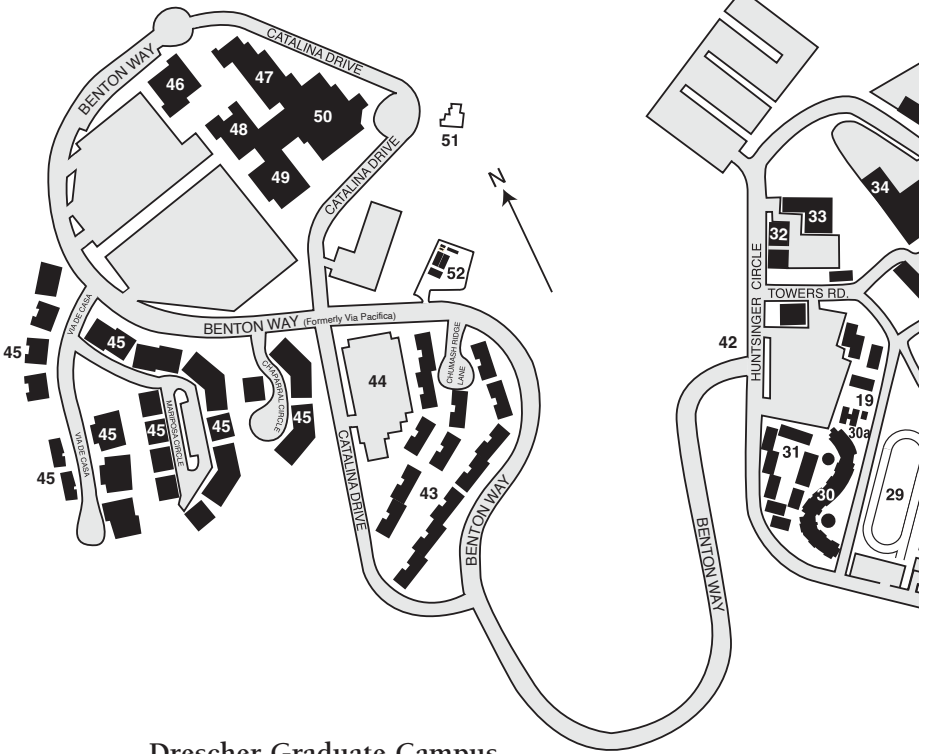 BENTON WAY
CATALINA DRIVE
46
47
48
50
49
51
CATALINA DRIVE
N
52
34
33
32
HUNTSINGER CIRCLE
TOWERS RD.
VIA DE CASA
BENTON WAY (Formerly Via Pacifica)
45
45
CHAPARRAL CIRCLE
CHUMASH RIDGE
LANE
44
42
19
30a
45
45
45
45
MARIPOSA CIRCLE
VIA DE CASA
45
CATALINA DRIVE
43
BENTON WAY
31
30
29
BENTON WAY
Drescher Graduate Campus